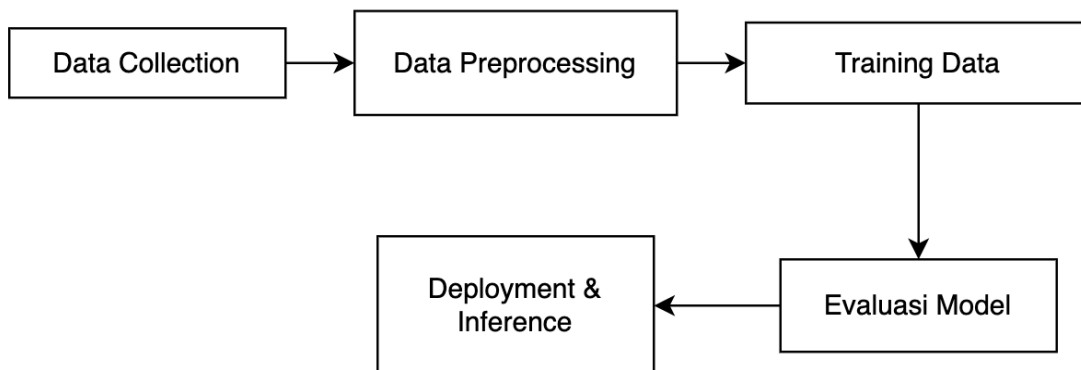 Data Collection
Data Preprocessing
Training Data
Evaluasi Model
Deployment &
Inference